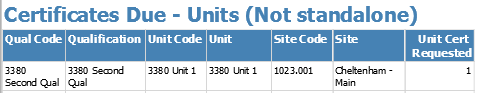 Certificates Due - Units (Not standalone)
Qual Code Qualification Unit Code Unit Site Code Site Unit Cert Requested
3380 Second Qual 3380 Second Qual 3380 Unit 1 3380 Unit 1 1023.001 Cheltenham - Main 1